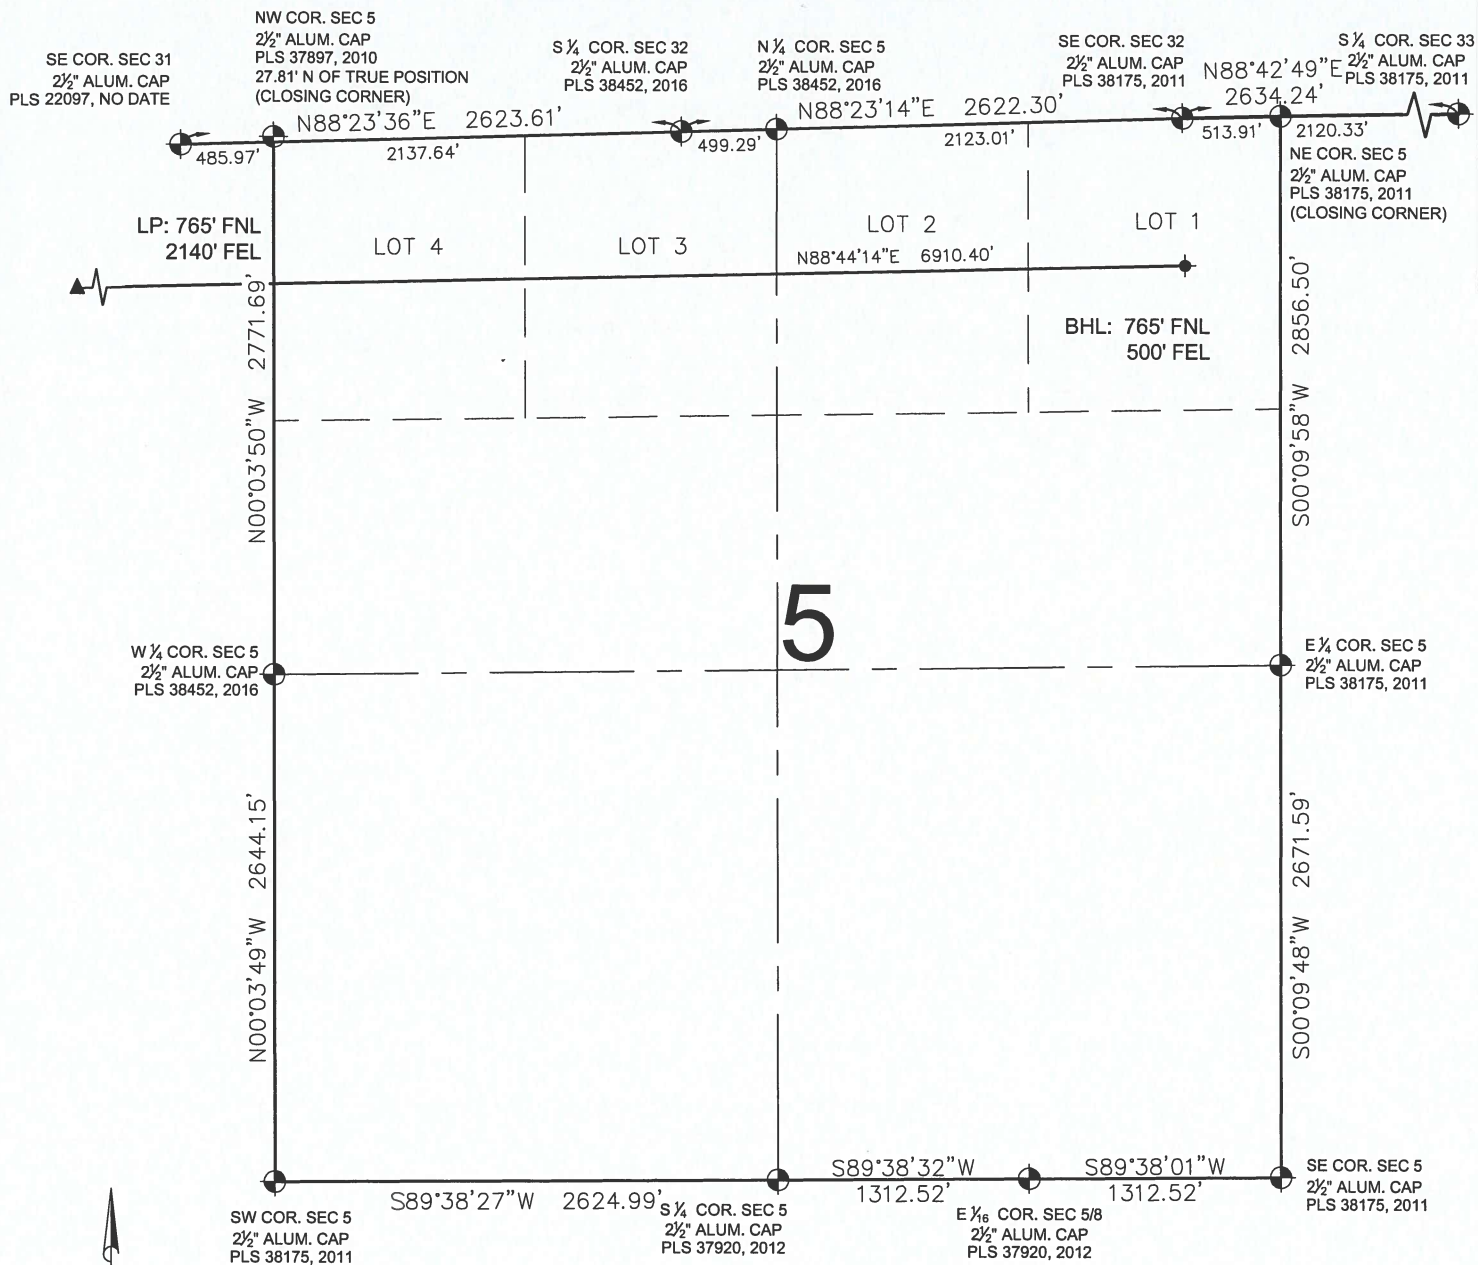 NW COR. SEC 5
2½" ALUM. CAP
PLS 37897, 2010
27.81' N OF TRUE POSITION
(CLOSING CORNER)
SE COR. SEC 31
2½" ALUM. CAP
PLS 22097, NO DATE
S ¼ COR. SEC 32
2½" ALUM. CAP
PLS 38452, 2016
N ¼ COR. SEC 5
2½" ALUM. CAP
PLS 38452, 2016
SE COR. SEC 32
2½" ALUM. CAP
PLS 38175, 2011
S ¼ COR. SEC 33
2½" ALUM. CAP
PLS 38175, 2011
N88°42'49"E
2634.24'
N88°23'36"E 2623.61'
N88°23'14"E 2622.30'
485.97'
2137.64'
499.29'
2123.01'
513.91'
2120.33'
NE COR. SEC 5
2½" ALUM. CAP
PLS 38175, 2011
(CLOSING CORNER)
LP: 765' FNL
2140' FEL
LOT 4
LOT 3
LOT 2
LOT 1
N88°44'14"E 6910.40'
BHL: 765' FNL
500' FEL
N00°03'50"W 2771.69'
S00°09'58"W 2856.50'
5
W ¼ COR. SEC 5
2½" ALUM. CAP
PLS 38452, 2016
E ¼ COR. SEC 5
2½" ALUM. CAP
PLS 38175, 2011
N00°03'49"W 2644.15'
S00°09'48"W 2671.59'
S89°38'27"W 2624.99'
S89°38'32"W
1312.52'
S89°38'01"W
1312.52'
SW COR. SEC 5
2½" ALUM. CAP
PLS 38175, 2011
S ¼ COR. SEC 5
2½" ALUM. CAP
PLS 37920, 2012
E ⅟16 COR. SEC 5/8
2½" ALUM. CAP
PLS 37920, 2012
SE COR. SEC 5
2½" ALUM. CAP
PLS 38175, 2011